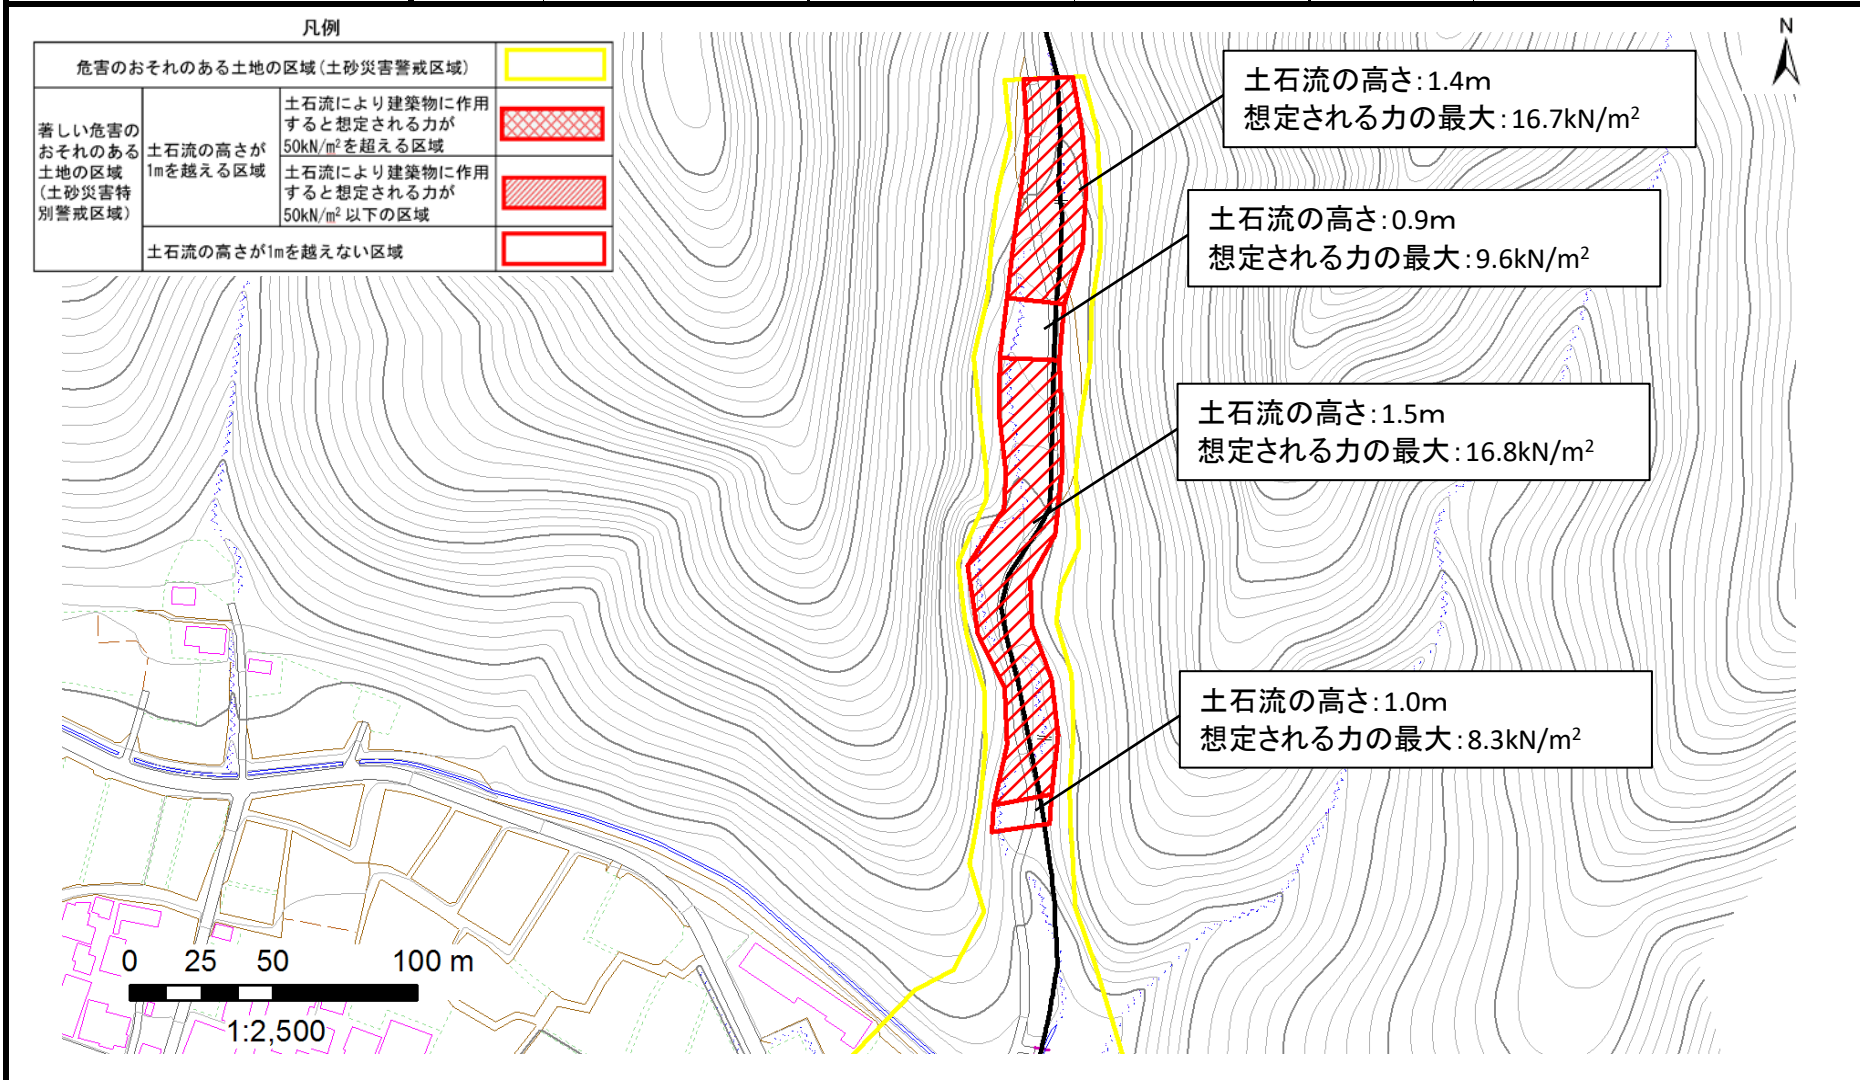 凡例
危害のおそれのある土地の区域(土砂災害警戒区域)
著しい危害の
おそれのある
土地の区域
(土砂災害特
別警戒区域)
土石流の高さが
1mを越える区域
土石流により建築物に作用
すると想定される力が
50kN/m²を超える区域
土石流により建築物に作用
すると想定される力が
50kN/m²以下の区域
土石流の高さが1mを越えない区域
N
土石流の高さ:1.4m
想定される力の最大:16.7kN/m²
土石流の高さ:0.9m
想定される力の最大:9.6kN/m²
土石流の高さ:1.5m
想定される力の最大:16.8kN/m²
土石流の高さ:1.0m
想定される力の最大:8.3kN/m²
0 25 50 100 m
1:2,500